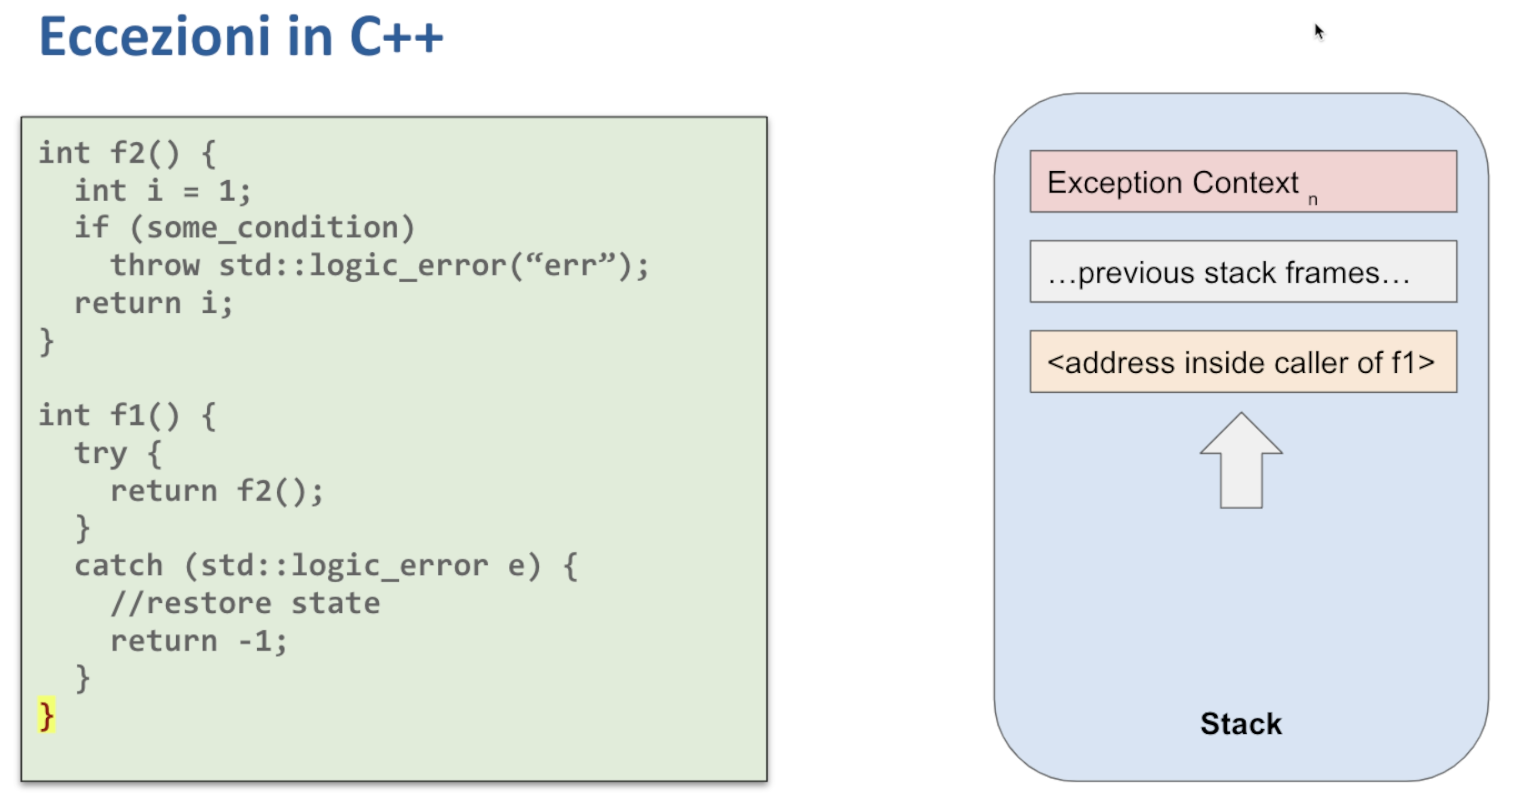 Eccezioni in C++
int f2() {
int i = 1;
if (some_condition)
throw std::logic_error(“err”);
return i;
}
int f1() {
try {
return f2();
}
catch (std::logic_error e) {
//restore state
return -1;
}
}
Exception Context n
...previous stack frames...
<address inside caller of f1>
Stack